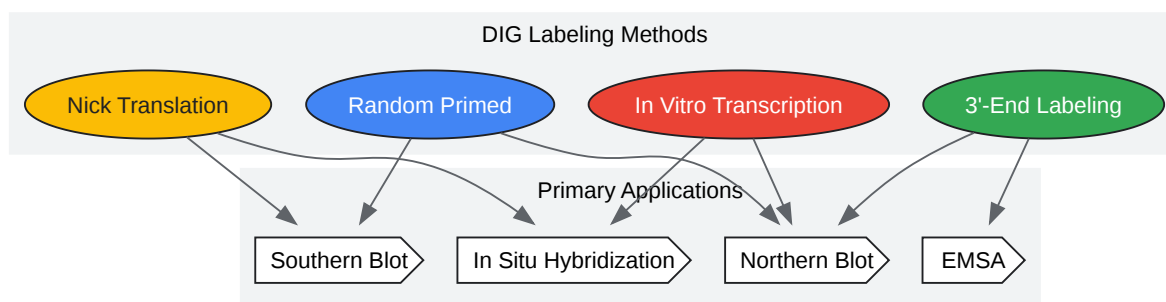 DIG Labeling Methods
Nick Translation
Random Primed
In Vitro Transcription
3'-End Labeling
Primary Applications
Southern Blot
In Situ Hybridization
Northern Blot
EMSA